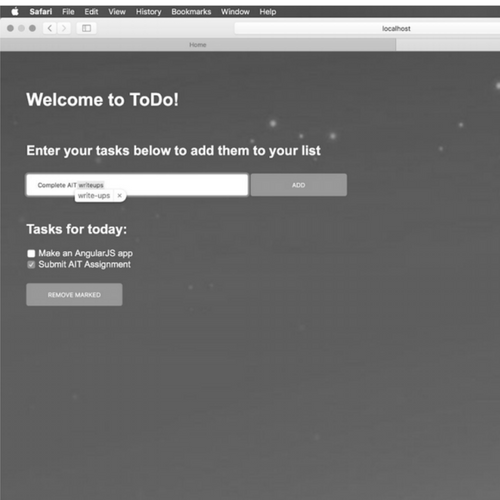 Safari File Edit View History Bookmarks Window Help
localhost
Home
Welcome to ToDo!
Enter your tasks below to add them to your list
Complete AIT writeups
ADD
write-ups ×
Tasks for today:
Make an AngularJS app
Submit AIT Assignment
REMOVE MARKED